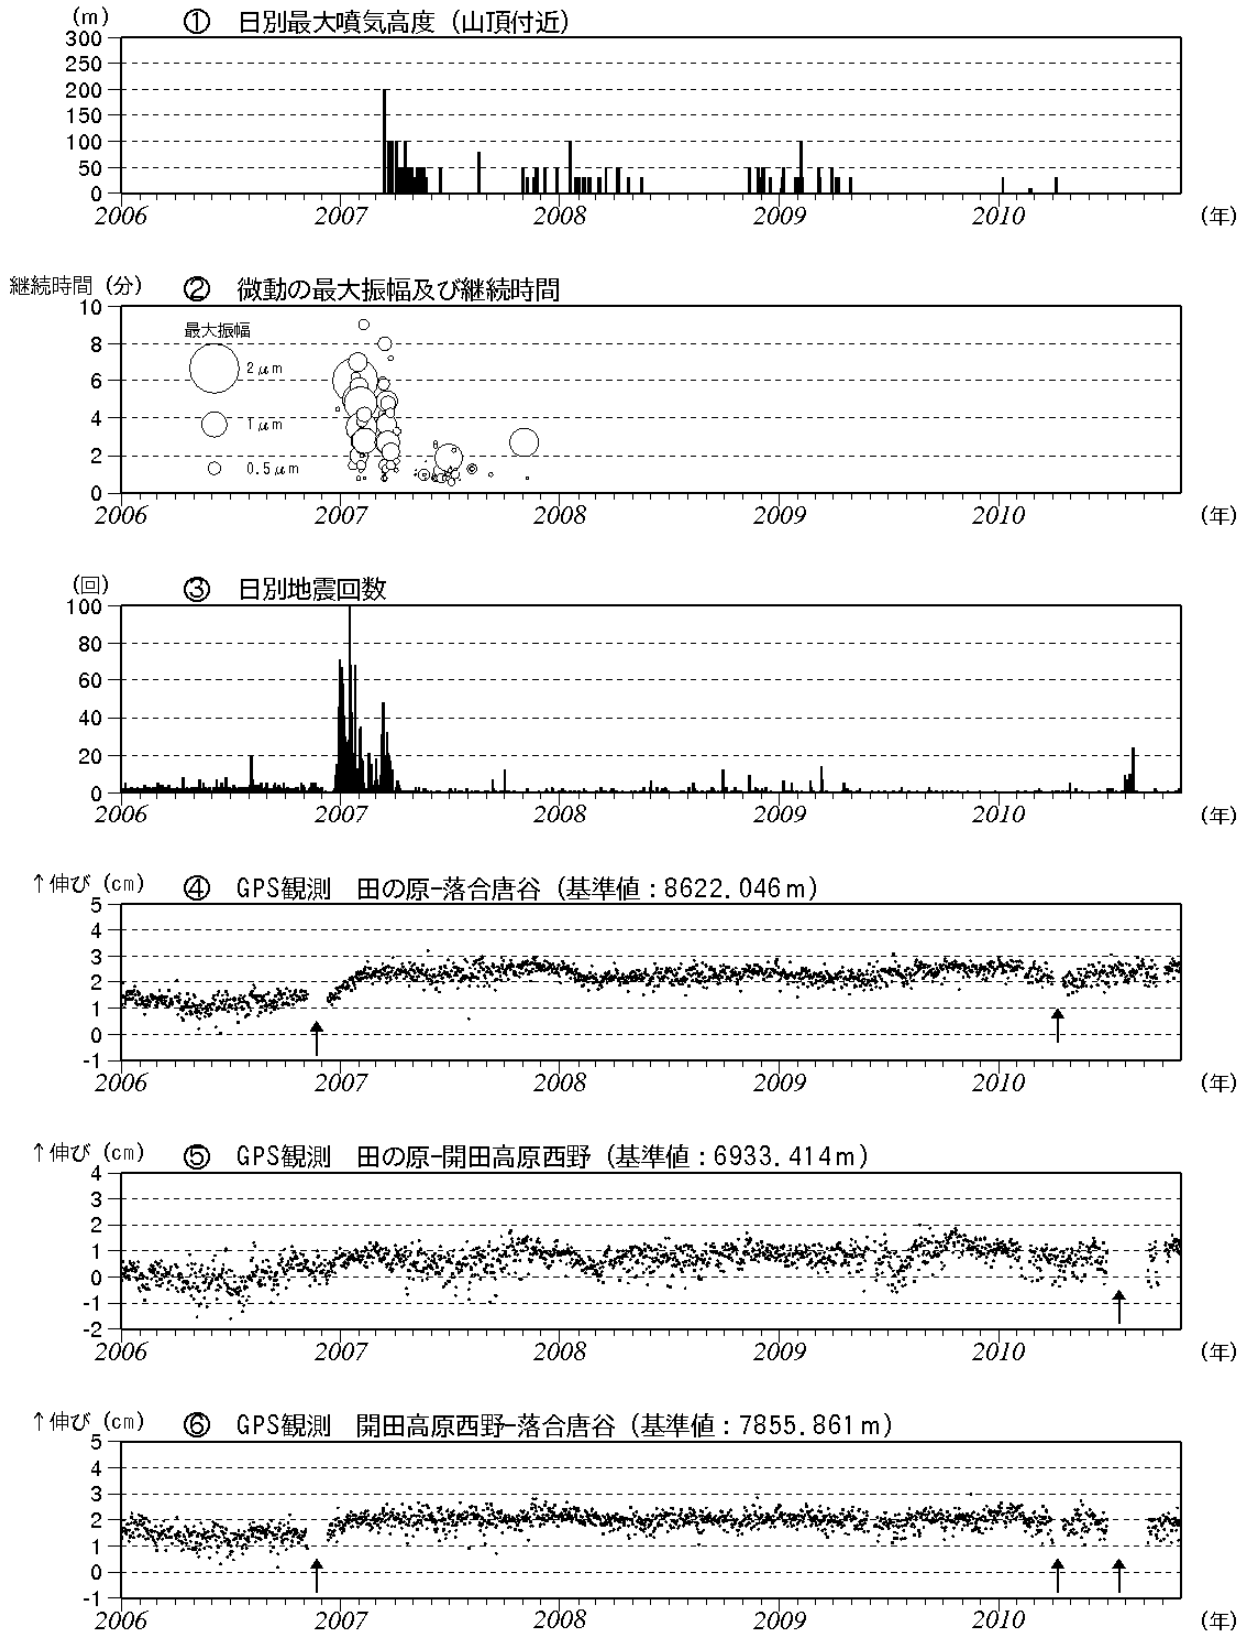 (m) ① 日別最大噴気高度（山頂付近）
300
250
200
150
100
50
0
2006 2007 2008 2009 2010 (年)
継続時間（分） ② 微動の最大振幅及び継続時間
10
8
6
4
2
0
最大振幅
2μm
1μm
0.5μm
2006 2007 2008 2009 2010 (年)
(回) ③ 日別地震回数
100
80
60
40
20
0
2006 2007 2008 2009 2010 (年)
↑伸び (cm) ④ GPS観測 田の原-落合唐谷（基準値：8622.046m）
5
4
3
2
1
0
-1
2006 2007 2008 2009 2010 (年)
↑伸び (cm) ⑤ GPS観測 田の原-開田高原西野（基準値：6933.414m）
4
3
2
1
0
-1
-2
2006 2007 2008 2009 2010 (年)
↑伸び (cm) ⑥ GPS観測 開田高原西野-落合唐谷（基準値：7855.861m）
5
4
3
2
1
0
-1
2006 2007 2008 2009 2010 (年)